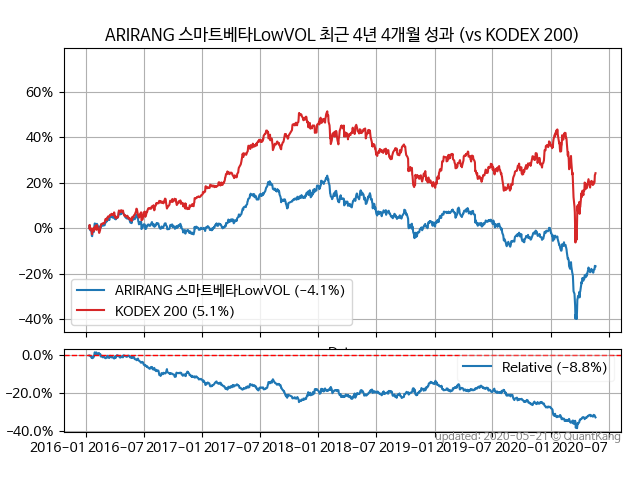 ARIRANG 스마트베타LowVOL 최근 4년 4개월 성과 (vs KODEX 200)
60%
40%
20%
0%
−20%
−40%
ARIRANG 스마트베타LowVOL (−4.1%)
KODEX 200 (5.1%)
0.0%
−20.0%
−40.0%
Relative (−8.8%)
2016-01 2016-07 2017-01 2017-07 2018-01 2018-07 2019-01 2019-07 2020-01 2020-07
updated: 2020-05-21 © QuantKang